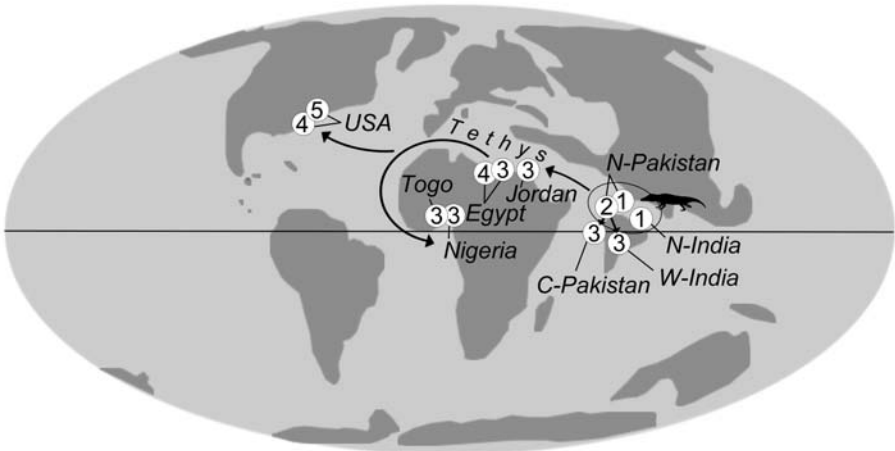 5
4 USA
Tethys
N-Pakistan
4 3 3
Togo Jordan
2 1
3 3 Egypt
1
Nigeria
N-India
3
3
C-Pakistan
W-India